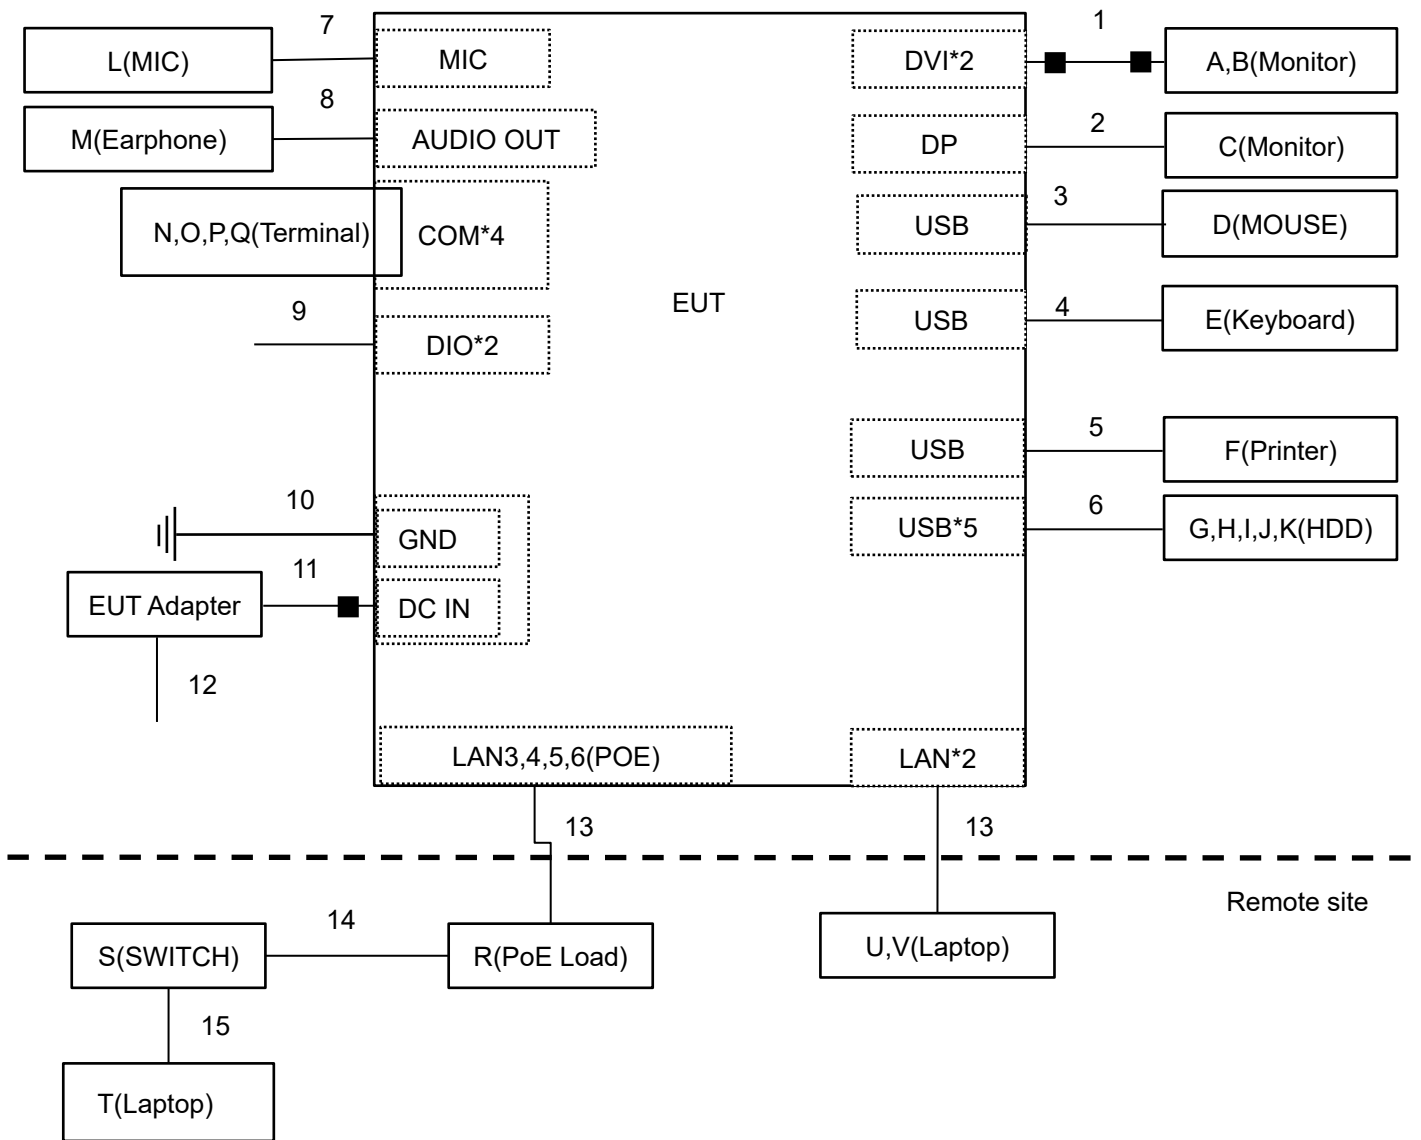 7
1
L(MIC)
MIC
DVI*2
A,B(Monitor)
8
2
M(Earphone)
AUDIO OUT
DP
C(Monitor)
3
N,O,P,Q(Terminal)
COM*4
USB
D(MOUSE)
EUT
9
4
DIO*2
USB
E(Keyboard)
5
USB
F(Printer)
10
6
GND
USB*5
G,H,I,J,K(HDD)
11
EUT Adapter
DC IN
12
LAN3,4,5,6(POE)
LAN*2
13
13
Remote site
14
S(SWITCH)
R(PoE Load)
U,V(Laptop)
15
T(Laptop)